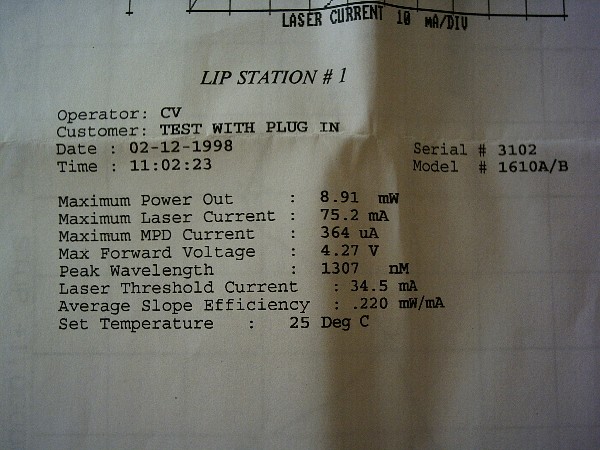 LASER CURRENT 10 mA/DIV
LIP STATION # 1
Operator: CV
Customer: TEST WITH PLUG IN
Date : 02-12-1998 Serial # 3102
Time : 11:02:23 Model # 1610A/B
Maximum Power Out : 8.91 mW
Maximum Laser Current : 75.2 mA
Maximum MPD Current : 364 uA
Max Forward Voltage : 4.27 V
Peak Wavelength : 1307 nM
Laser Threshold Current : 34.5 mA
Average Slope Efficiency : .220 mW/mA
Set Temperature : 25 Deg C